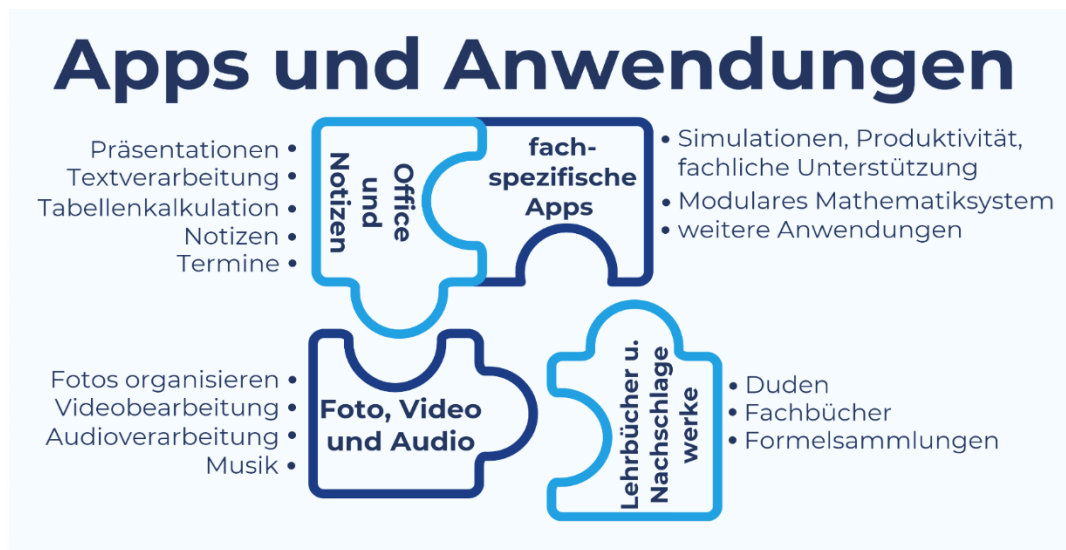 Apps und Anwendungen
Präsentationen •
Textverarbeitung •
Tabellenkalkulation •
Notizen •
Termine •
Office
und
Notizen
fach-
spezifische
Apps
• Simulationen, Produktivität,
fachliche Unterstützung
• Modulares Mathematiksystem
• weitere Anwendungen
Fotos organisieren •
Videobearbeitung •
Audioverarbeitung •
Musik •
Foto, Video
und Audio
Lehrbücher u.
Nachschlage
werke
• Duden
• Fachbücher
• Formelsammlungen